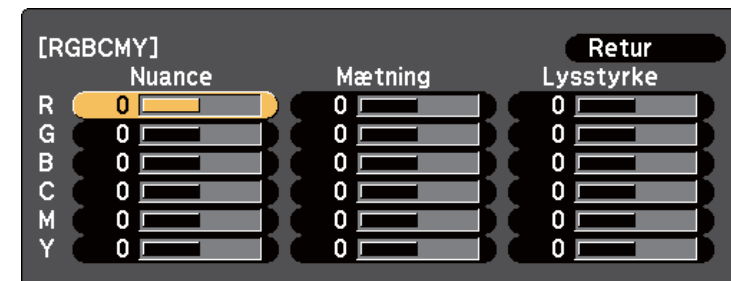 [RGBCMY] Retur
Nuance Mætning Lysstyrke
R 0 0 0
G 0 0 0
B 0 0 0
C 0 0 0
M 0 0 0
Y 0 0 0